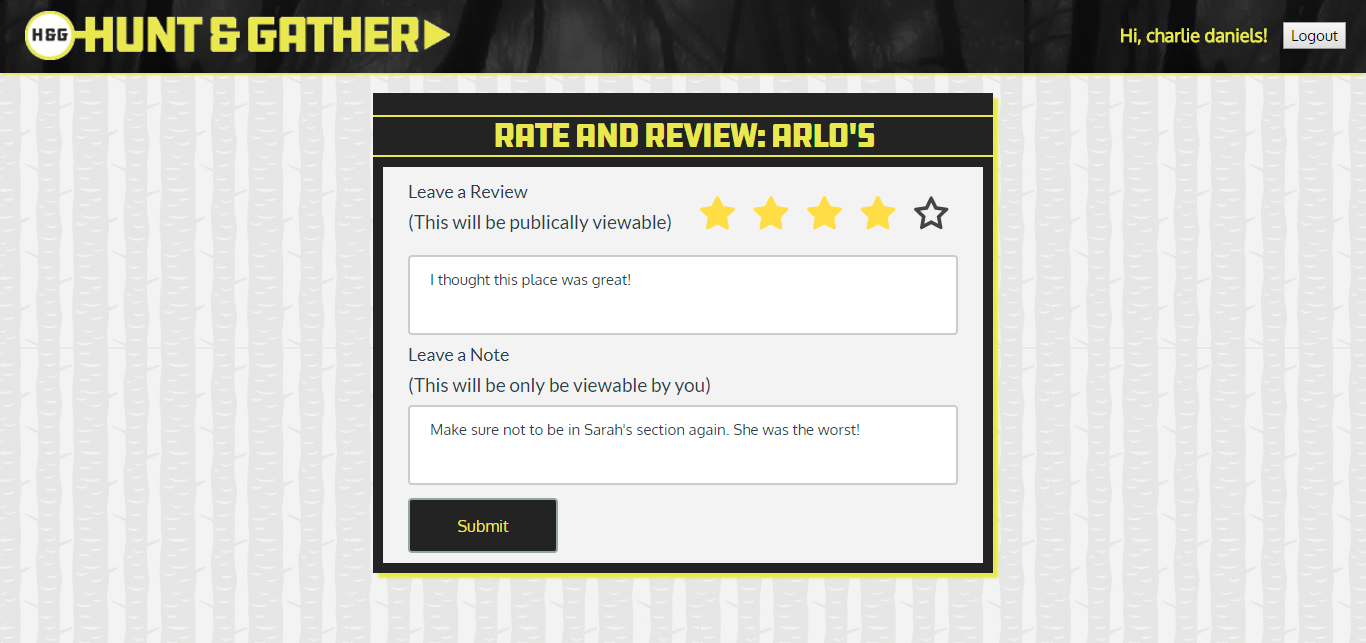 H&G HUNT & GATHER
Hi, charlie daniels!
Logout
RATE AND REVIEW: ARLO'S
Leave a Review
(This will be publically viewable)
I thought this place was great!
Leave a Note
(This will be only be viewable by you)
Make sure not to be in Sarah's section again. She was the worst!
Submit